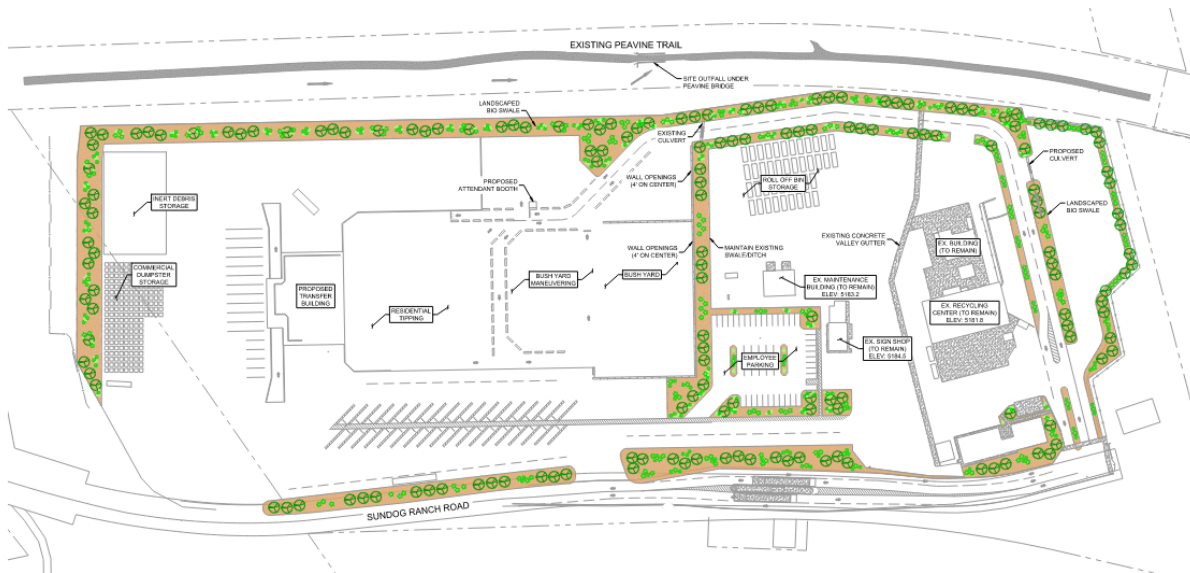 EXISTING PEAVINE TRAIL
SITE OUTFALL UNDER
PEAVINE BRIDGE
LANDSCAPED
BIO SWALE
EXISTING
CULVERT
WALL OPENINGS
(4' ON CENTER)
PROPOSED
ATTENDANT BOOTH
ROLL OFF BIN
STORAGE
PROPOSED
CULVERT
LANDSCAPED
BIO SWALE
INERT DEBRIS
STORAGE
EXISTING CONCRETE
VALLEY GUTTER
EX. BUILDING
(TO REMAIN)
WALL OPENINGS
(4' ON CENTER)
MAINTAIN EXISTING
SWALE/DITCH
COMMERCIAL
DUMPSTER
STORAGE
BUSH YARD
MANEUVERING
BUSH YARD
EX. MAINTENANCE
BUILDING (TO REMAIN)
ELEV: 5183.2
PROPOSED
TRANSFER
BUILDING
RESIDENTIAL
TIPPING
EX. RECYCLING
CENTER (TO REMAIN)
ELEV: 5181.8
EX. SIGN SHOP
(TO REMAIN)
ELEV: 5184.5
EMPLOYEE
PARKING
SUNDOG RANCH ROAD